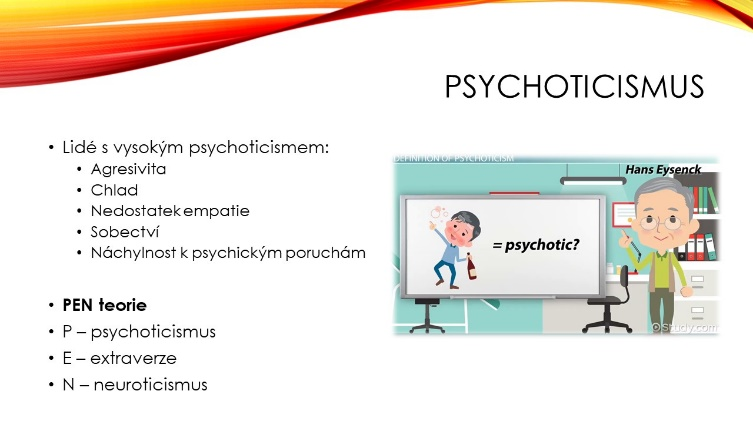 PSYCHOTICISMUS
• Lidé s vysokým psychoticismem:
• Agresivita
• Chlad
• Nedostatek empatie
• Sobectví
• Náchylnost k psychickým poruchám
• PEN teorie
• P – psychoticismus
• E – extraverze
• N – neuroticismus
DEFINITION OF PSYCHOTICISM
Hans Eysenck
= psychotic?
©Study.com